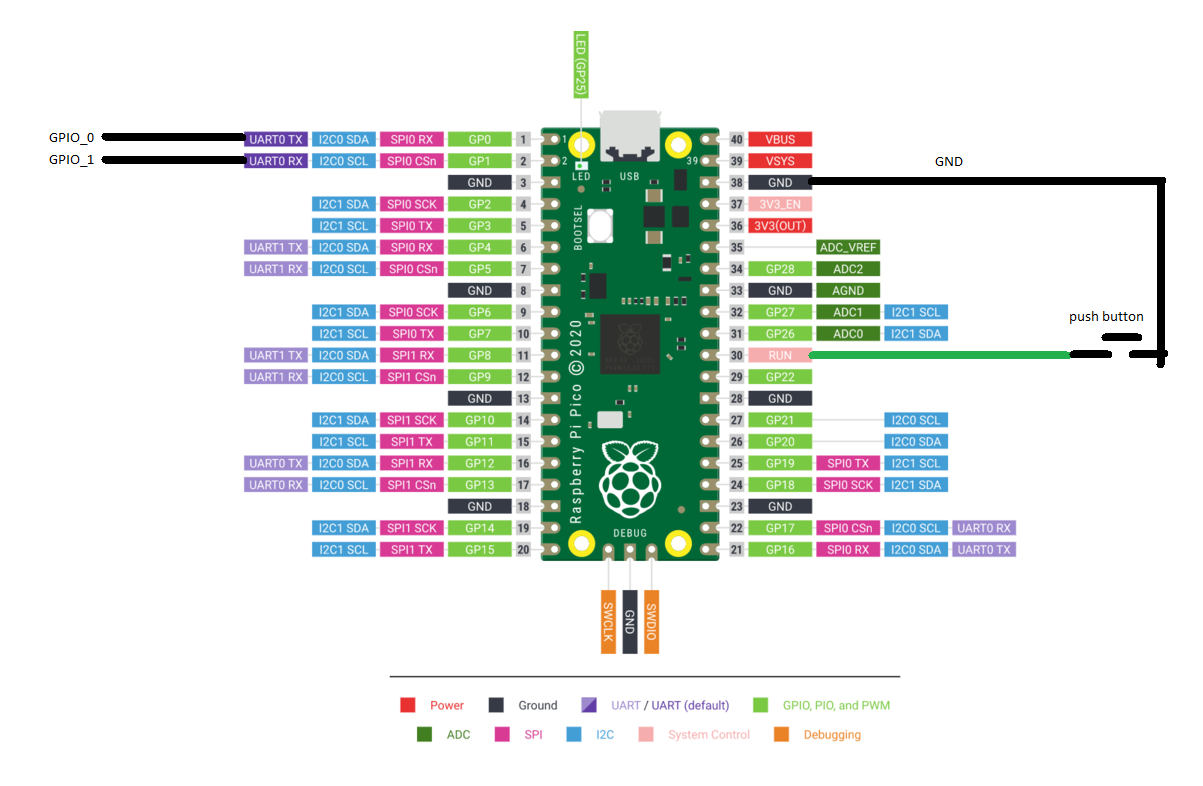 LED (GP25)
GPIO_0 UART0 TX I2C0 SDA SPI0 RX GP0 1 1 40 VBUS
GPIO_1 UART0 RX I2C0 SCL SPI0 CSn GP1 2 2 39 39 VSYS GND
LED USB
GND 3 38 GND
I2C1 SDA SPI0 SCK GP2 4 37 3V3_EN
I2C1 SCL SPI0 TX GP3 5 36 3V3(OUT)
BOOTSEL
UART1 TX I2C0 SDA SPI0 RX GP4 6 35 ADC_VREF
UART1 RX I2C0 SCL SPI0 CSn GP5 7 34 GP28 ADC2
GND 8 33 GND AGND
I2C1 SDA SPI0 SCK GP6 9 32 GP27 ADC1 I2C1 SCL
push button
I2C1 SCL SPI0 TX GP7 10 31 GP26 ADC0 I2C1 SDA
UART1 TX I2C0 SDA SPI1 RX GP8 11 30 RUN
UART1 RX I2C0 SCL SPI1 CSn GP9 12 29 GP22
GND 13 28 GND
I2C1 SDA SPI1 SCK GP10 14 27 GP21 I2C0 SCL
I2C1 SCL SPI1 TX GP11 15 26 GP20 I2C0 SDA
Raspberry Pi Pico © 2020
UART0 TX I2C0 SDA SPI1 RX GP12 16 25 GP19 SPI0 TX I2C1 SCL
UART0 RX I2C0 SCL SPI1 CSn GP13 17 24 GP18 SPI0 SCK I2C1 SDA
GND 18 23 GND
I2C1 SDA SPI1 SCK GP14 19 22 GP17 SPI0 CSn I2C0 SCL UART0 RX
DEBUG
I2C1 SCL SPI1 TX GP15 20 21 GP16 SPI0 RX I2C0 SDA UART0 TX
SWCLK
GND
SWDIO
Power Ground UART / UART (default) GPIO, PIO, and PWM
ADC SPI I2C System Control Debugging